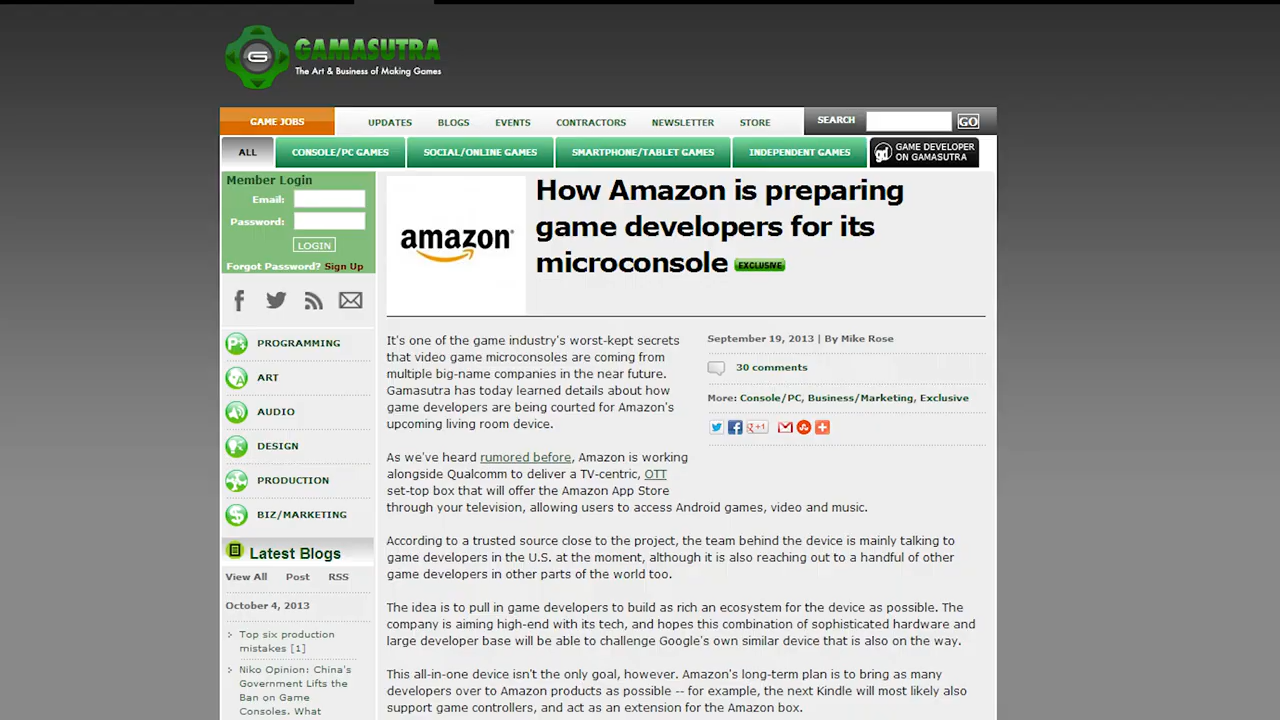 GAMASUTRA
The Art & Business of Making Games
GAME JOBS
UPDATES
BLOGS
EVENTS
CONTRACTORS
NEWSLETTER
STORE
SEARCH
GO
ALL
CONSOLE/PC GAMES
SOCIAL/ONLINE GAMES
SMARTPHONE/TABLET GAMES
INDEPENDENT GAMES
gd
GAME DEVELOPER
ON GAMASUTRA
Member Login
Email:
Password:
LOGIN
Forgot Password? Sign Up
PROGRAMMING
ART
AUDIO
DESIGN
PRODUCTION
BIZ/MARKETING
Latest Blogs
View All
Post
RSS
October 4, 2013
Top six production
mistakes [1]
Niko Opinion: China's
Government Lifts the
Ban on Game
Consoles. What
amazon
How Amazon is preparing
game developers for its
microconsole EXCLUSIVE
September 19, 2013 | By Mike Rose
30 comments
More: Console/PC, Business/Marketing, Exclusive
g+1
It's one of the game industry's worst-kept secrets
that video game microconsoles are coming from
multiple big-name companies in the near future.
Gamasutra has today learned details about how
game developers are being courted for Amazon's
upcoming living room device.
As we've heard rumored before, Amazon is working
alongside Qualcomm to deliver a TV-centric, OTT
set-top box that will offer the Amazon App Store
through your television, allowing users to access Android games, video and music.
According to a trusted source close to the project, the team behind the device is mainly talking to
game developers in the U.S. at the moment, although it is also reaching out to a handful of other
game developers in other parts of the world too.
The idea is to pull in game developers to build as rich an ecosystem for the device as possible. The
company is aiming high-end with its tech, and hopes this combination of sophisticated hardware and
large developer base will be able to challenge Google's own similar device that is also on the way.
This all-in-one device isn't the only goal, however. Amazon's long-term plan is to bring as many
developers over to Amazon products as possible -- for example, the next Kindle will most likely also
support game controllers, and act as an extension for the Amazon box.